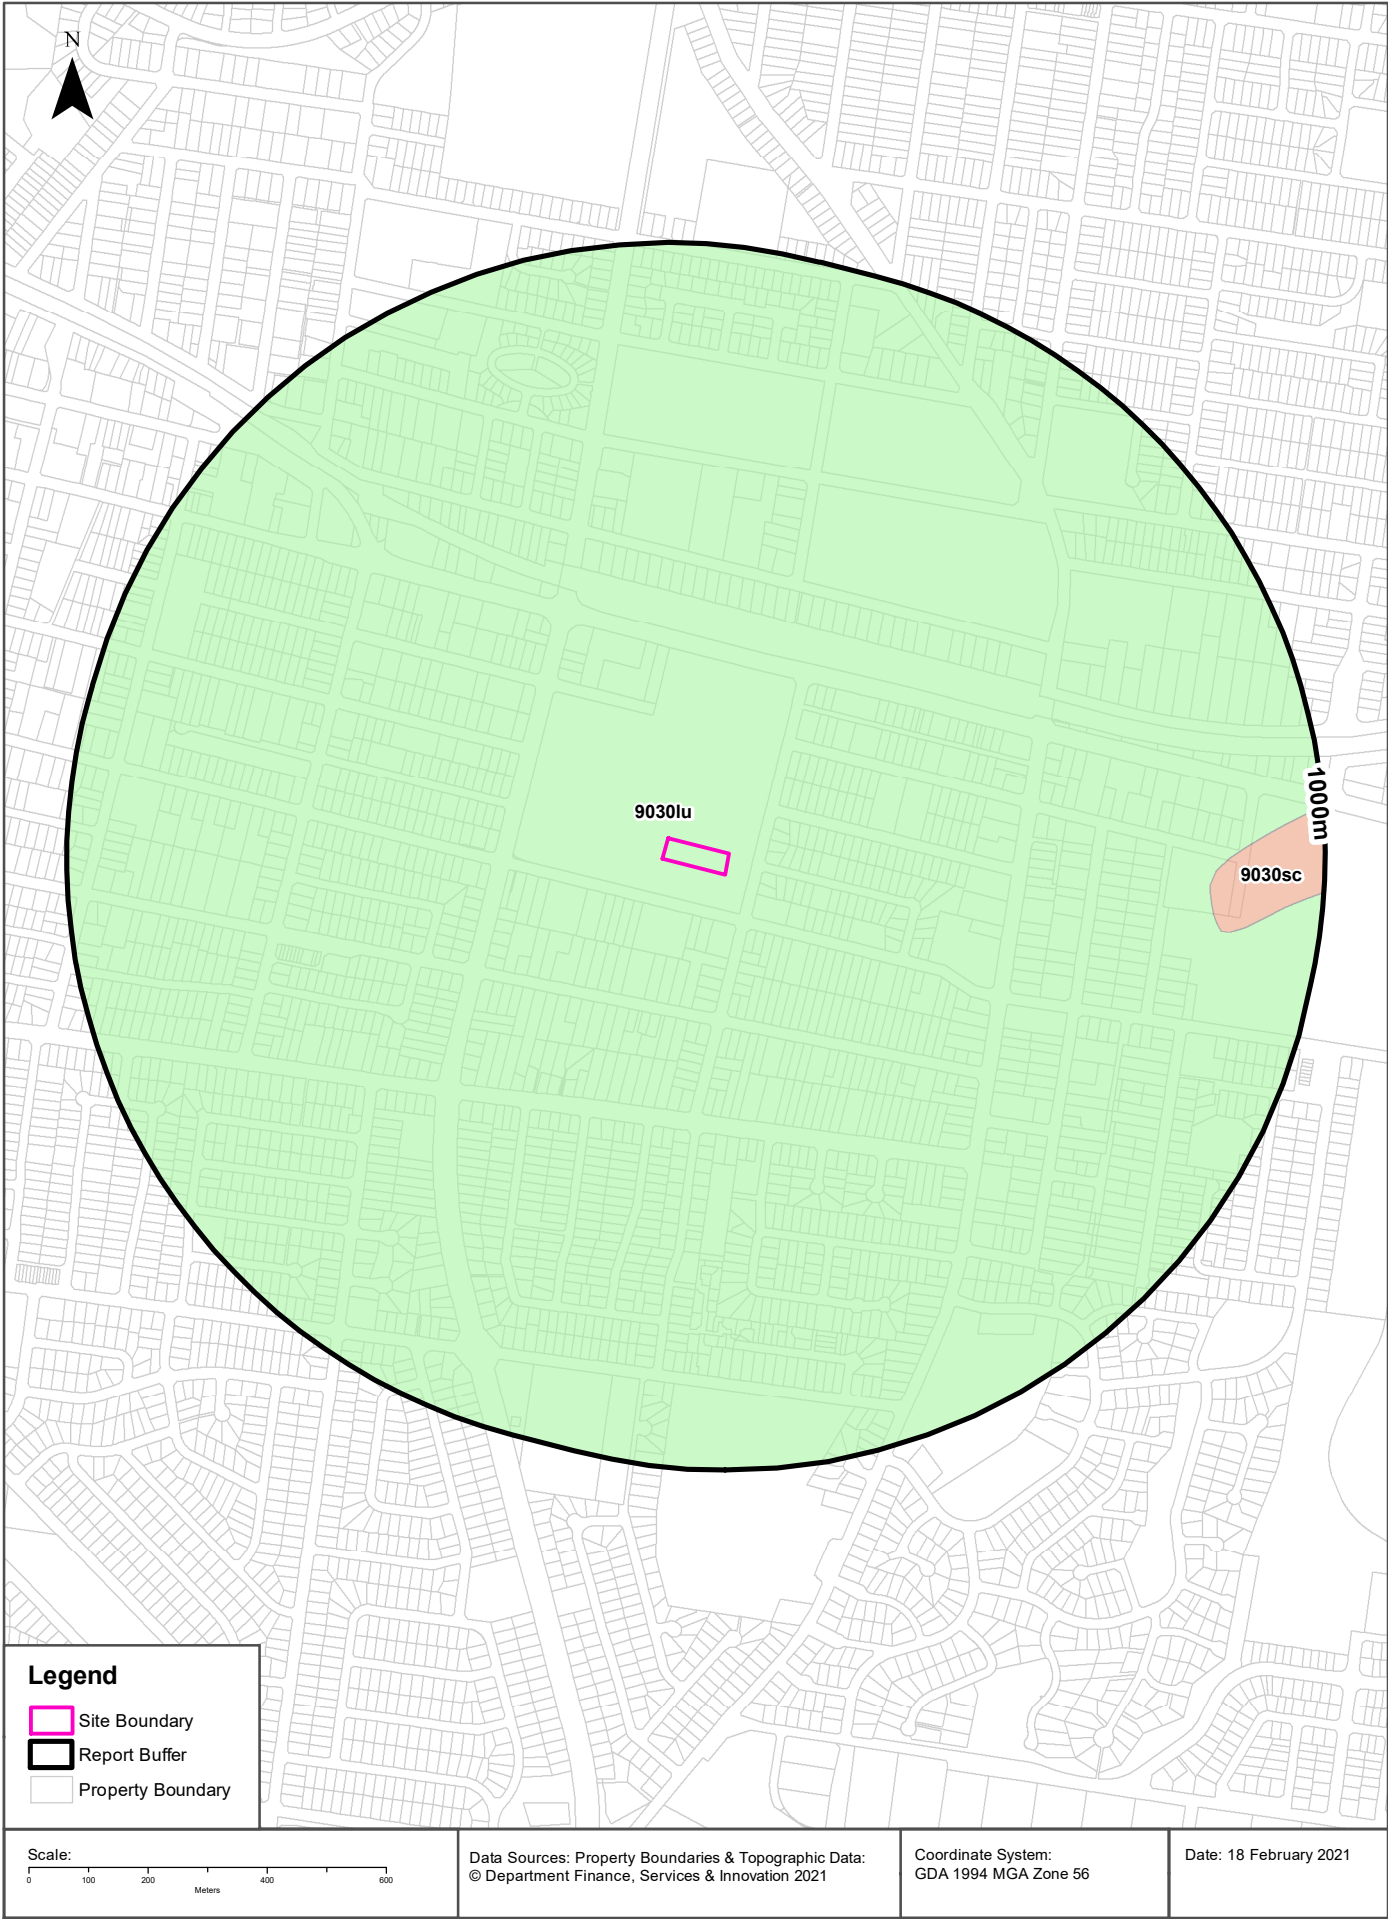 N
1000m
9030lu
9030sc
Legend
Site Boundary
Report Buffer
Property Boundary
Scale:
0 100 200 400 600
Meters
Data Sources: Property Boundaries & Topographic Data:
© Department Finance, Services & Innovation 2021
Coordinate System:
GDA 1994 MGA Zone 56
Date: 18 February 2021